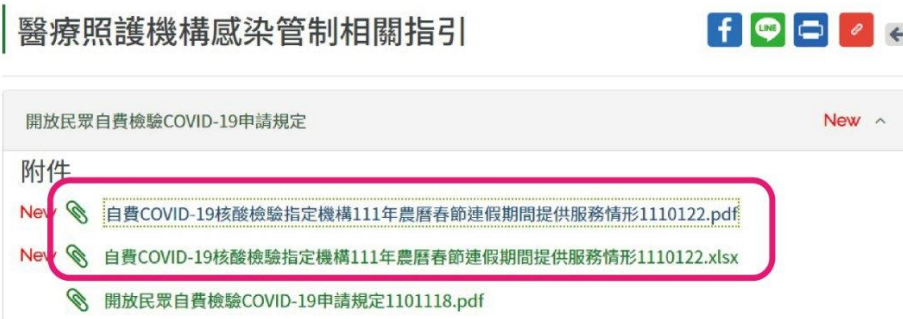 醫療照護機構感染管制相關指引
f LINE
開放民眾自費檢驗COVID-19申請規定 New
附件
New 自費COVID-19核酸檢驗指定機構111年農曆春節連假期間提供服務情形1110122.pdf
New 自費COVID-19核酸檢驗指定機構111年農曆春節連假期間提供服務情形1110122.xlsx
開放民眾自費檢驗COVID-19申請規定1101118.pdf